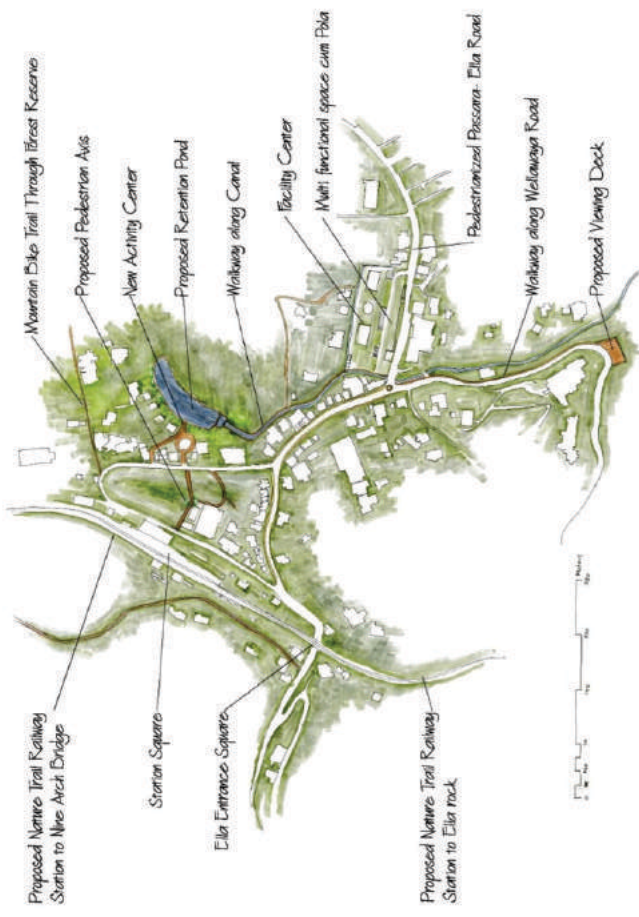 Mountain Bike Trail Through Forest Reserve
Proposed Pedestrian Axis
New Activity Center
Proposed Retention Pond
Walkway along Canal
Facility Center
Multi functional space cum Pola
Pedestrianized Passara- Ella Road
Walkway along Wellawaya Road
Proposed Viewing Deck
Proposed Nature Trail Railway
Station to Nine Arch Bridge
Station Square
Ella Entrance Square
Proposed Nature Trail Railway
Station to Ella rock